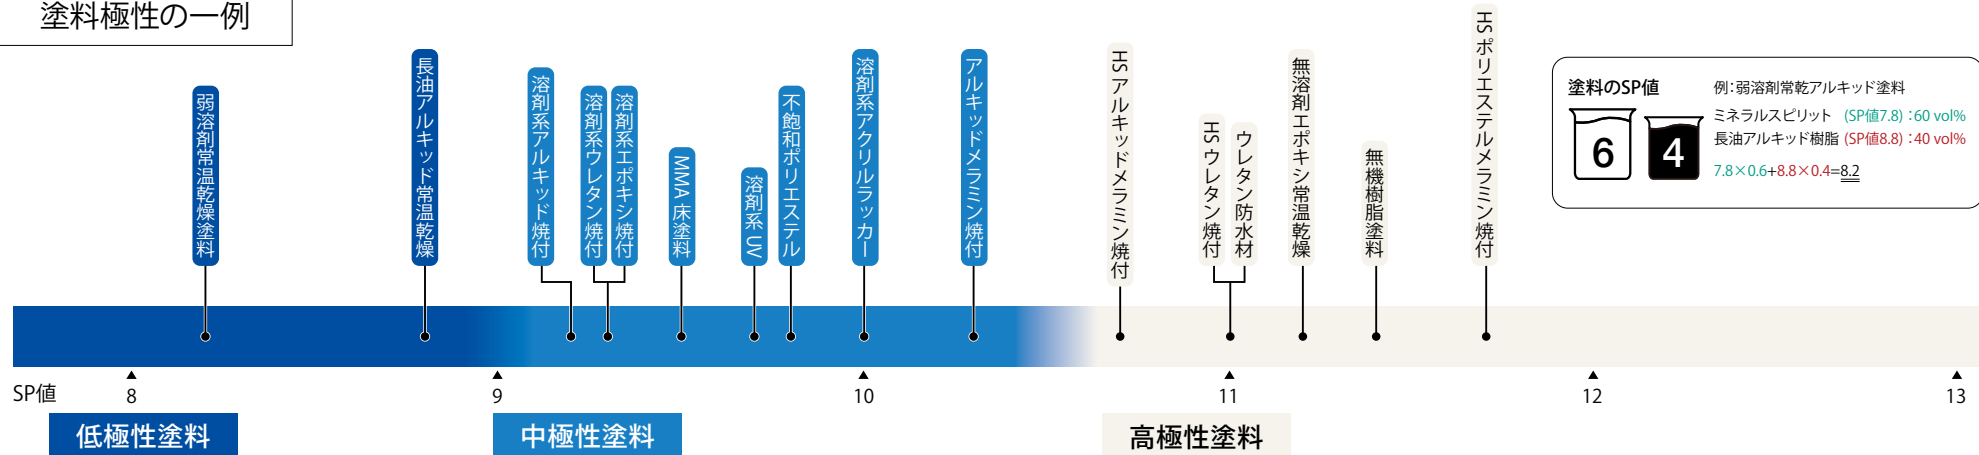 塗料極性の一例
弱溶剤常温乾燥塗料
長油アルキッド常温乾燥
溶剤系アルキッド焼付
溶剤系ウレタン焼付
溶剤系エポキシ焼付
MMA 床塗料
溶剤系 UV
不飽和ポリエステル
溶剤系アクリルラッカー
アルキッドメラミン焼付
HS アルキッドメラミン焼付
HS ウレタン焼付
ウレタン防水材
無溶剤エポキシ常温乾燥
無機樹脂塗料
HS ポリエステルメラミン焼付
塗料のSP値
6
4
例：弱溶剤常乾アルキッド塗料
ミネラルスピリット (SP値7.8)：60 vol%
長油アルキッド樹脂 (SP値8.8)：40 vol%
7.8×0.6+8.8×0.4=8.2
SP値 8 9 10 11 12 13
低極性塗料
中極性塗料
高極性塗料